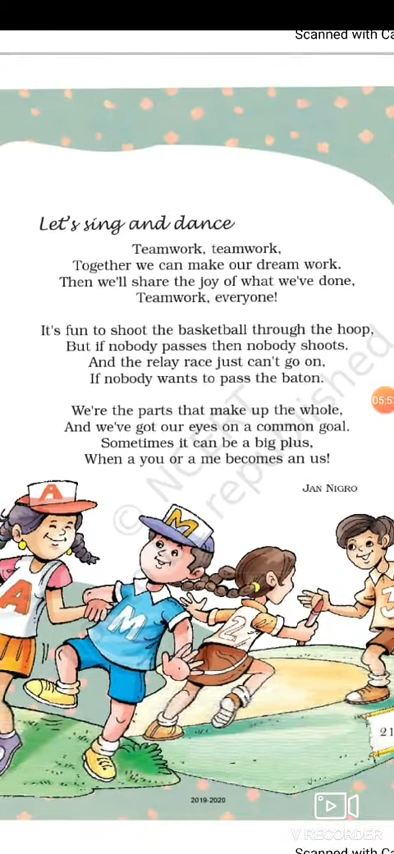 Scanned with Ca
Let's sing and dance
Teamwork, teamwork,
Together we can make our dream work.
Then we'll share the joy of what we've done,
Teamwork, everyone!
It's fun to shoot the basketball through the hoop,
But if nobody passes then nobody shoots.
And the relay race just can't go on,
If nobody wants to pass the baton.
We're the parts that make up the whole,
And we've got our eyes on a common goal.
Sometimes it can be a big plus,
When a you or a me becomes an us!
JAN NIGRO
© NCERT
republished
05:5
A
M
A
M
2
3
21
2019-2020
V RECORDER
Scanned with Ca